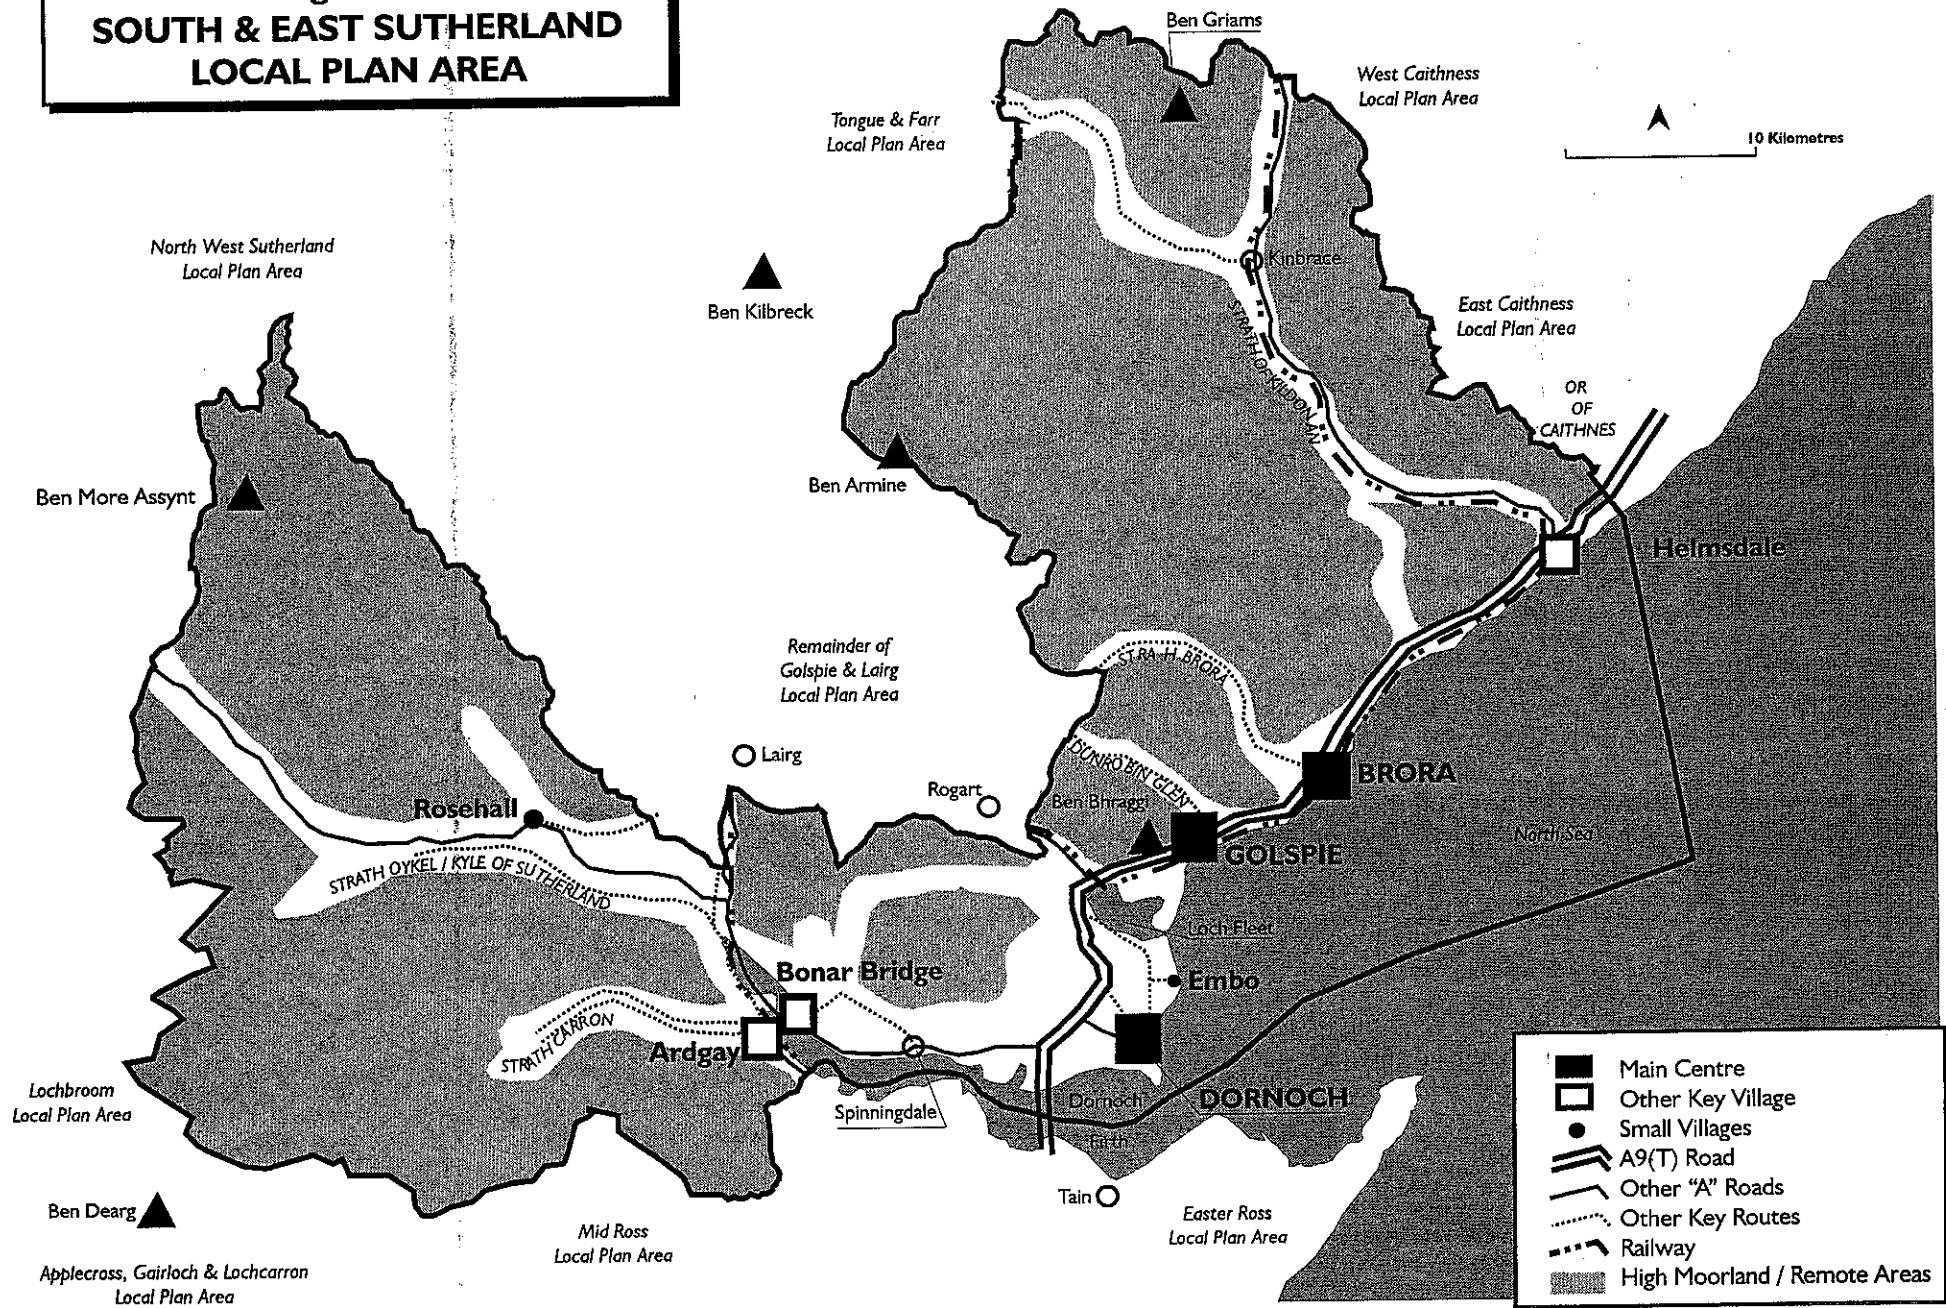 SOUTH & EAST SUTHERLAND
LOCAL PLAN AREA
Ben Griams
West Caithness
Local Plan Area
10 Kilometres
Tongue & Farr
Local Plan Area
North West Sutherland
Local Plan Area
Kinbrace
Ben Kilbreck
East Caithness
Local Plan Area
STRATH OF KILDONAN
OR
OF
CAITHNES
Ben More Assynt
Ben Armine
Helmsdale
Remainder of
Golspie & Lairg
Local Plan Area
STRA H BRORA
DUNROBIN GLEN
Lairg
BRORA
Rogart
Ben Bhraggi
Rosehall
North Sea
GOLSPIE
STRATH OYKEL / KYLE OF SUTHERLAND
Loch Fleet
Bonar Bridge
Embo
STRATH CARRON
Ardgay
Lochbroom
Local Plan Area
Spinningdale
Dornoch
Firth
DORNOCH
Tain
Ben Dearg
Mid Ross
Local Plan Area
Easter Ross
Local Plan Area
Applecross, Gairloch & Lochcarron
Local Plan Area
Main Centre
Other Key Village
Small Villages
A9(T) Road
Other "A" Roads
Other Key Routes
Railway
High Moorland / Remote Areas